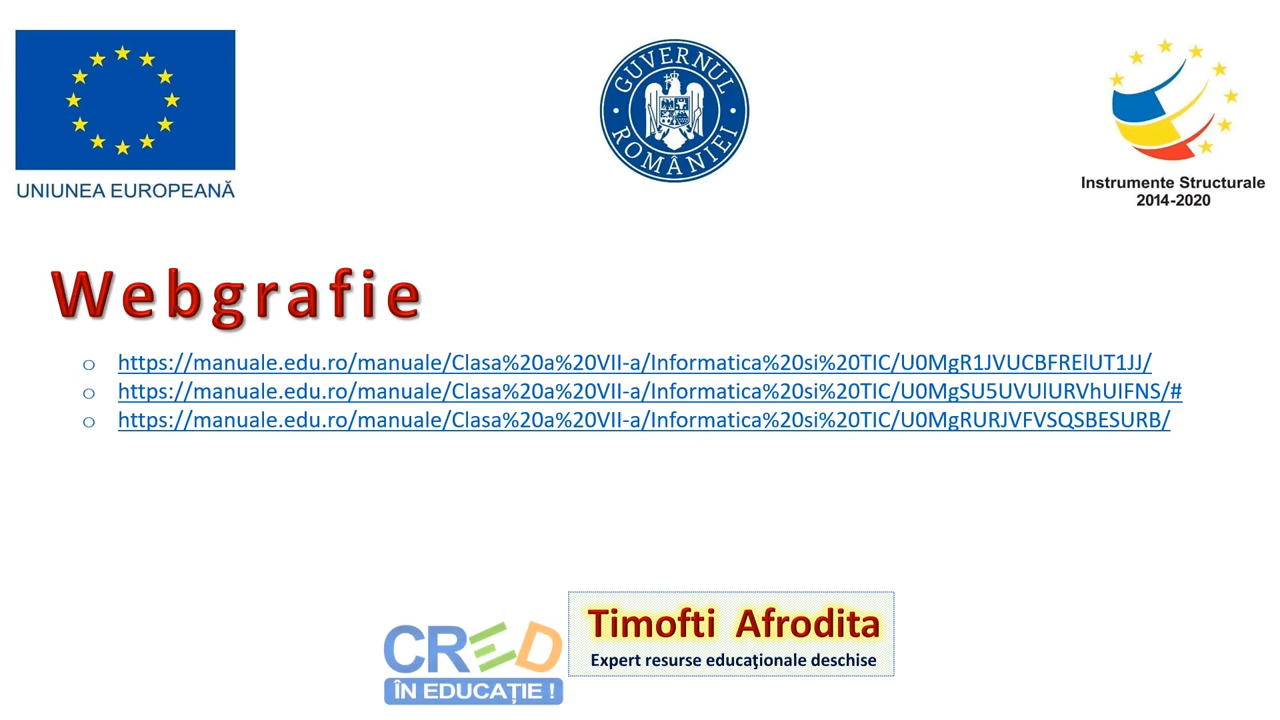 UNIUNEA EUROPEANĂ
GUVERNUL ROMÂNIEI
Instrumente Structurale
2014-2020
Webgrafie
https://manuale.edu.ro/manuale/Clasa%20a%20VII-a/Informatica%20si%20TIC/U0MgR1JVUCBFRElUT1JJ/
https://manuale.edu.ro/manuale/Clasa%20a%20VII-a/Informatica%20si%20TIC/U0MgSU5UVUlURVhUIFNS/#
https://manuale.edu.ro/manuale/Clasa%20a%20VII-a/Informatica%20si%20TIC/U0MgRURJVFVSQSBESURB/
CRED
ÎN EDUCAȚIE !
Timofti Afrodita
Expert resurse educaţionale deschise